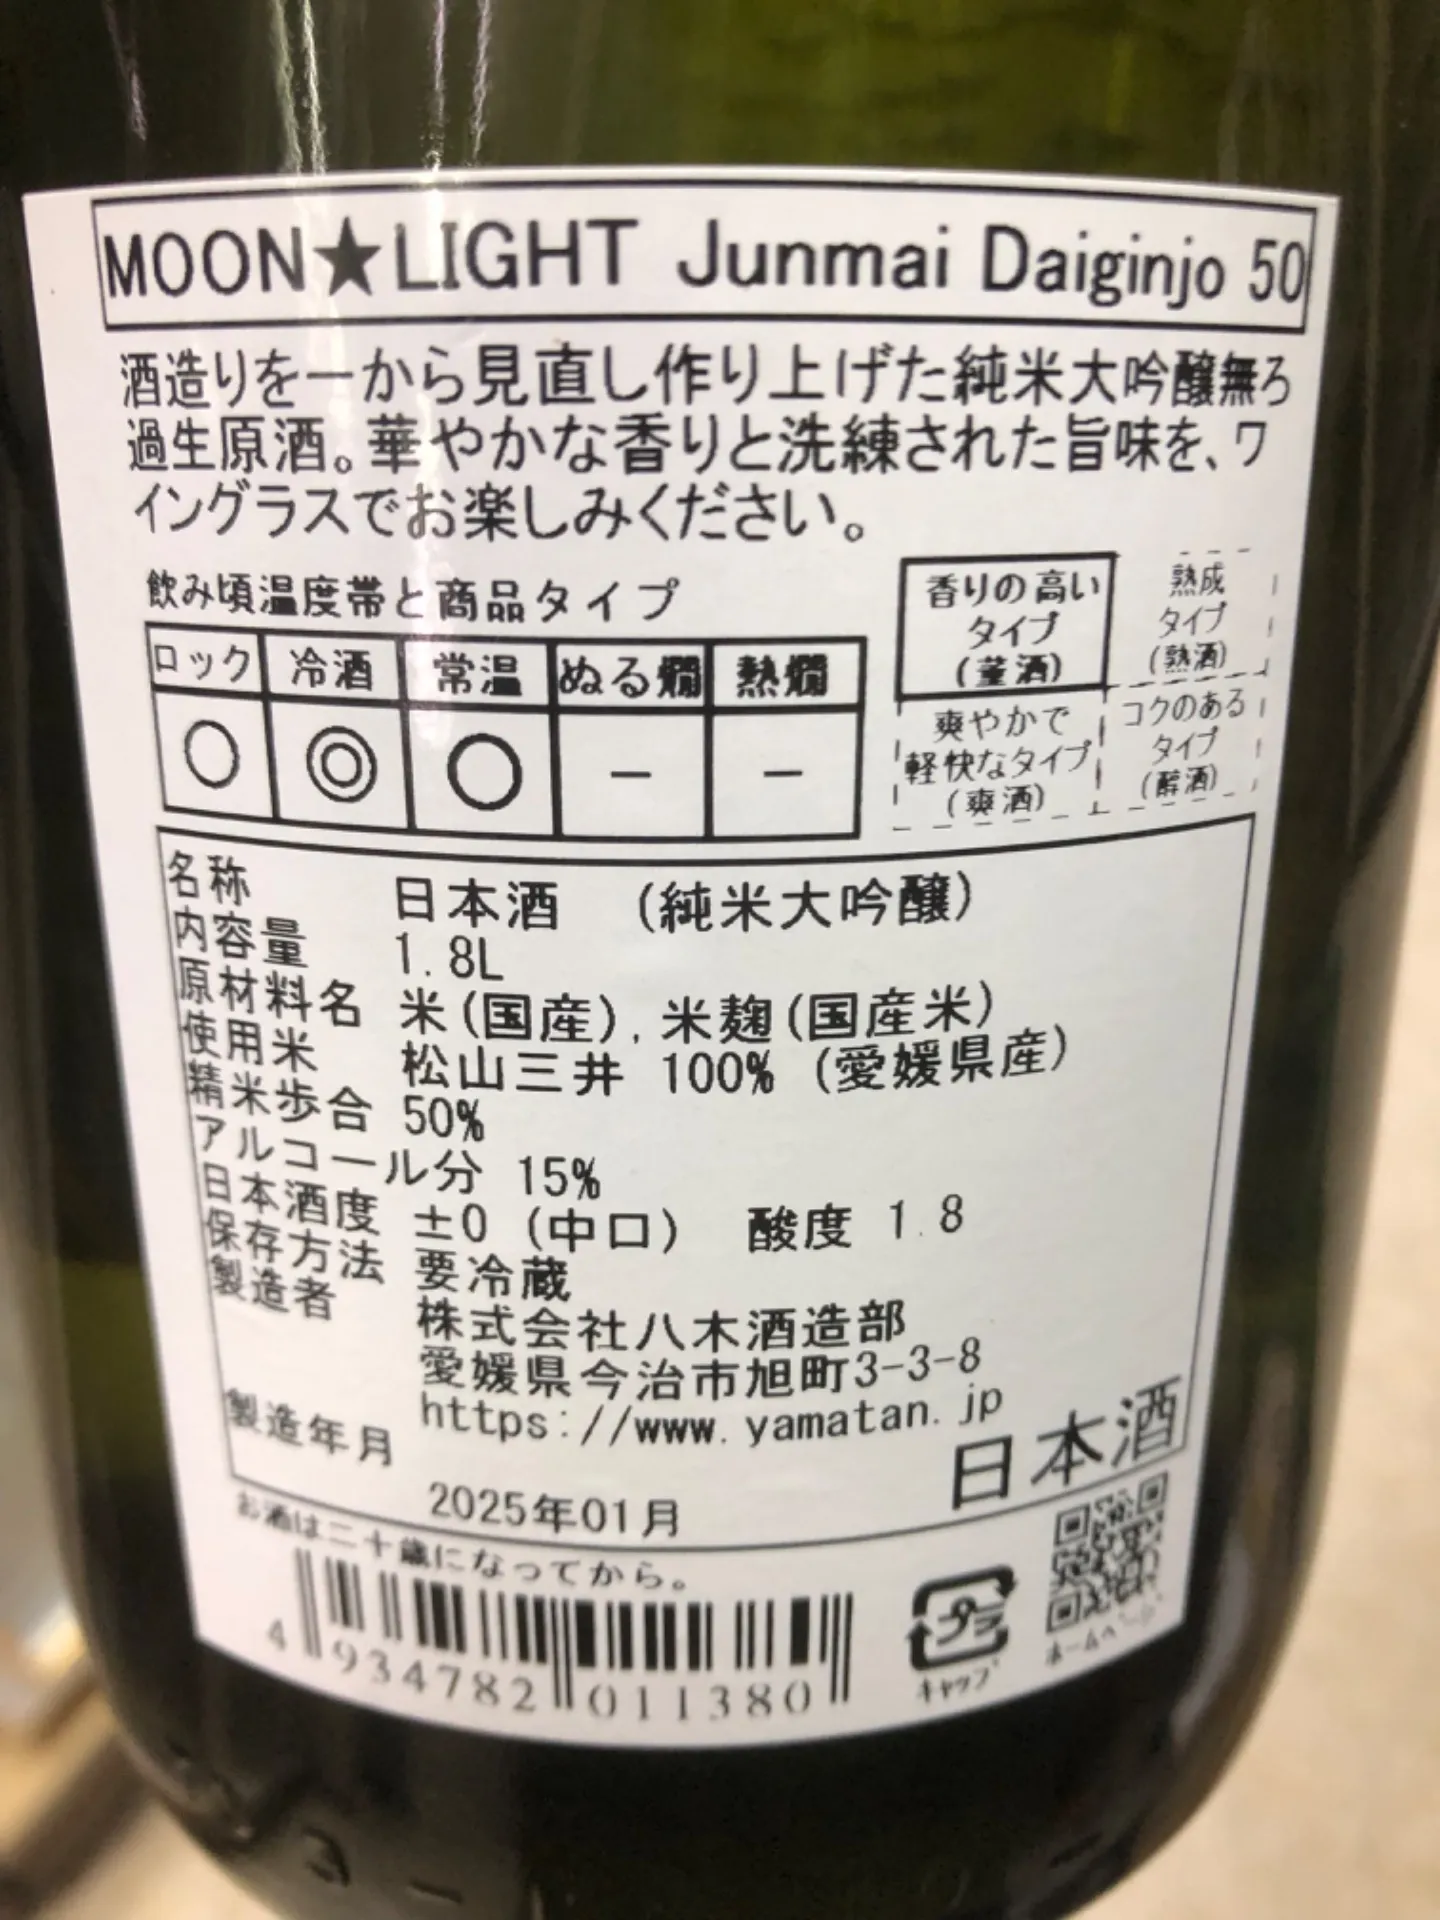 MOON★LIGHT Junmai Daiginjo 50
酒造りを一から見直し作り上げた純米大吟醸無ろ
過生原酒。華やかな香りと洗練された旨味を、ワ
イングラスでお楽しみください。
飲み頃温度帯と商品タイプ
ロック 冷酒 常温 ぬる燗 熱燗
○ ◎ ○ － －
香りの高い
タイプ
(薫酒)
熟成
タイプ
(熟酒)
爽やかで
軽快なタイプ
(爽酒)
コクのある
タイプ
(醇酒)
名称 日本酒 (純米大吟醸)
内容量 1.8L
原材料名 米(国産),米麹(国産米)
使用米 松山三井 100% (愛媛県産)
精米歩合 50%
アルコール分 15%
日本酒度 ±0 (中口) 酸度 1.8
保存方法 要冷蔵
製造者 株式会社八木酒造部
愛媛県今治市旭町3-3-8
https://www.yamatan.jp
製造年月 2025年01月
日本酒
お酒は二十歳になってから。
4 934782 011380
プラ
キャップ
ホームページ